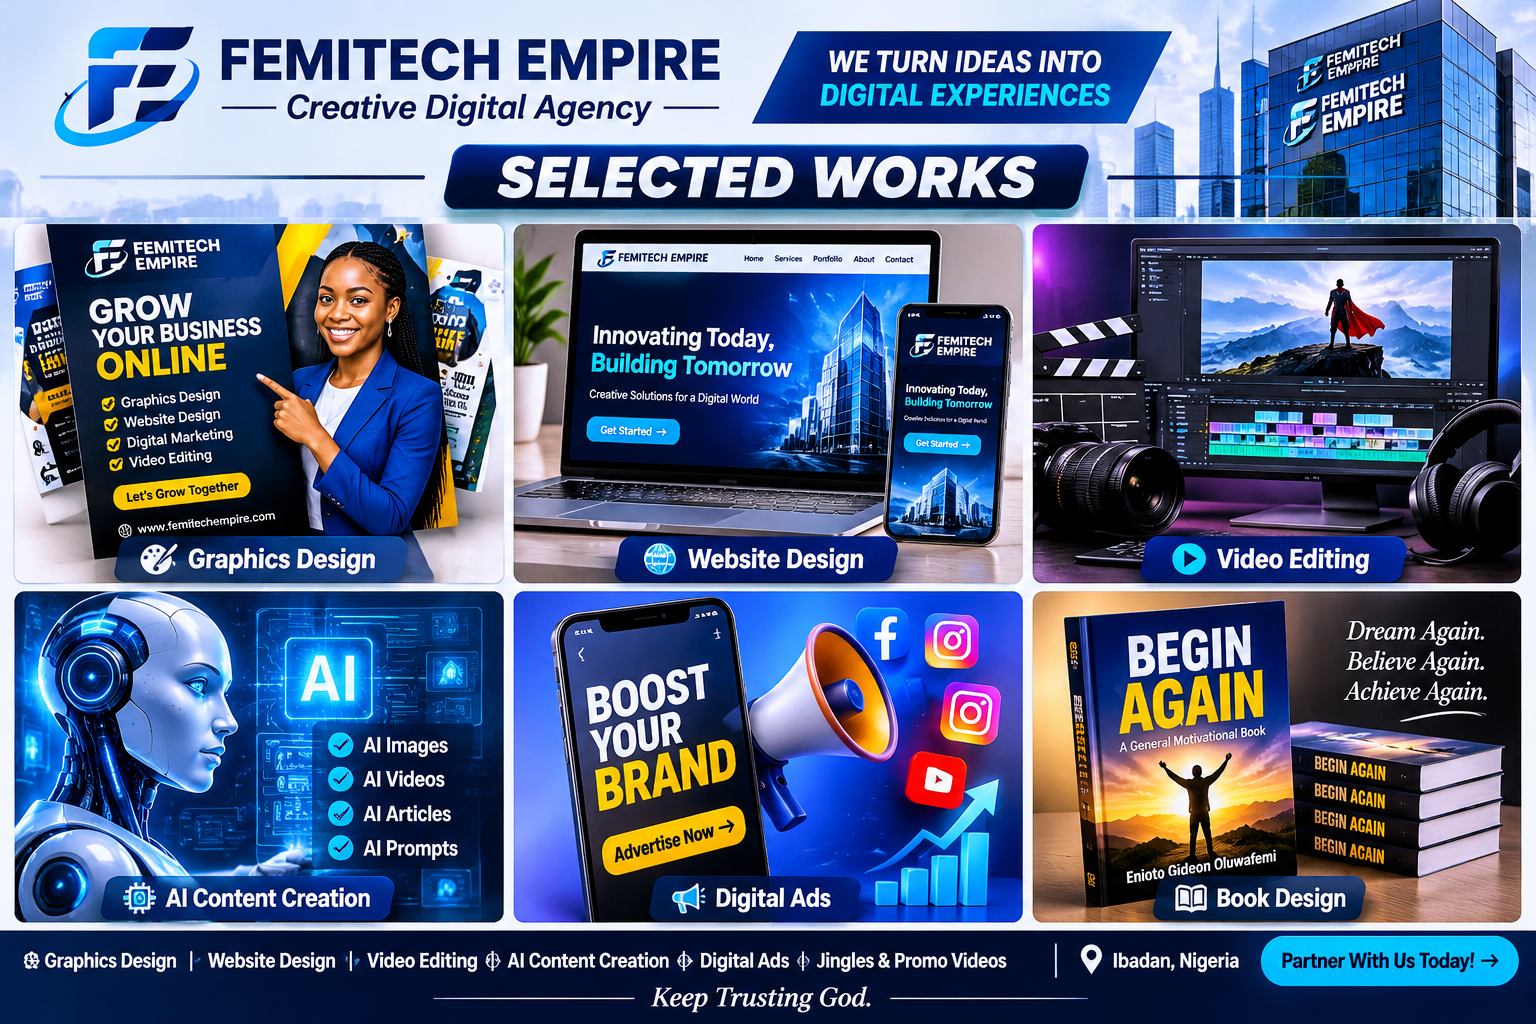 FEMITECH EMPIRE
Creative Digital Agency
WE TURN IDEAS INTO
DIGITAL EXPERIENCES
FEMITECH
EMPIRE
FEMITECH
EMPIRE
SELECTED WORKS
FEMITECH
EMPIRE
GROW
YOUR BUSINESS
ONLINE
Graphics Design
Website Design
Digital Marketing
Video Editing
Let's Grow Together
www.femitechempire.com
Graphics Design
FEMITECH EMPIRE
Home Services Portfolio About Contact
Innovating Today,
Building Tomorrow
Creative Solutions for a Digital World
Get Started →
FEMITECH
EMPIRE
Innovating Today,
Building Tomorrow
Get Started →
Website Design
Video Editing
AI
AI Images
AI Videos
AI Articles
AI Prompts
AI Content Creation
BOOST
YOUR
BRAND
Advertise Now →
Digital Ads
BEGIN
AGAIN
A General Motivational Book
Enioto Gideon Oluwafemi
Dream Again.
Believe Again.
Achieve Again.
BEGIN AGAIN
BEGIN AGAIN
BEGIN AGAIN
BEGIN AGAIN
Book Design
Graphics Design | Website Design | Video Editing AI Content Creation Digital Ads Jingles & Promo Videos
Ibadan, Nigeria
Partner With Us Today! →
Keep Trusting God.